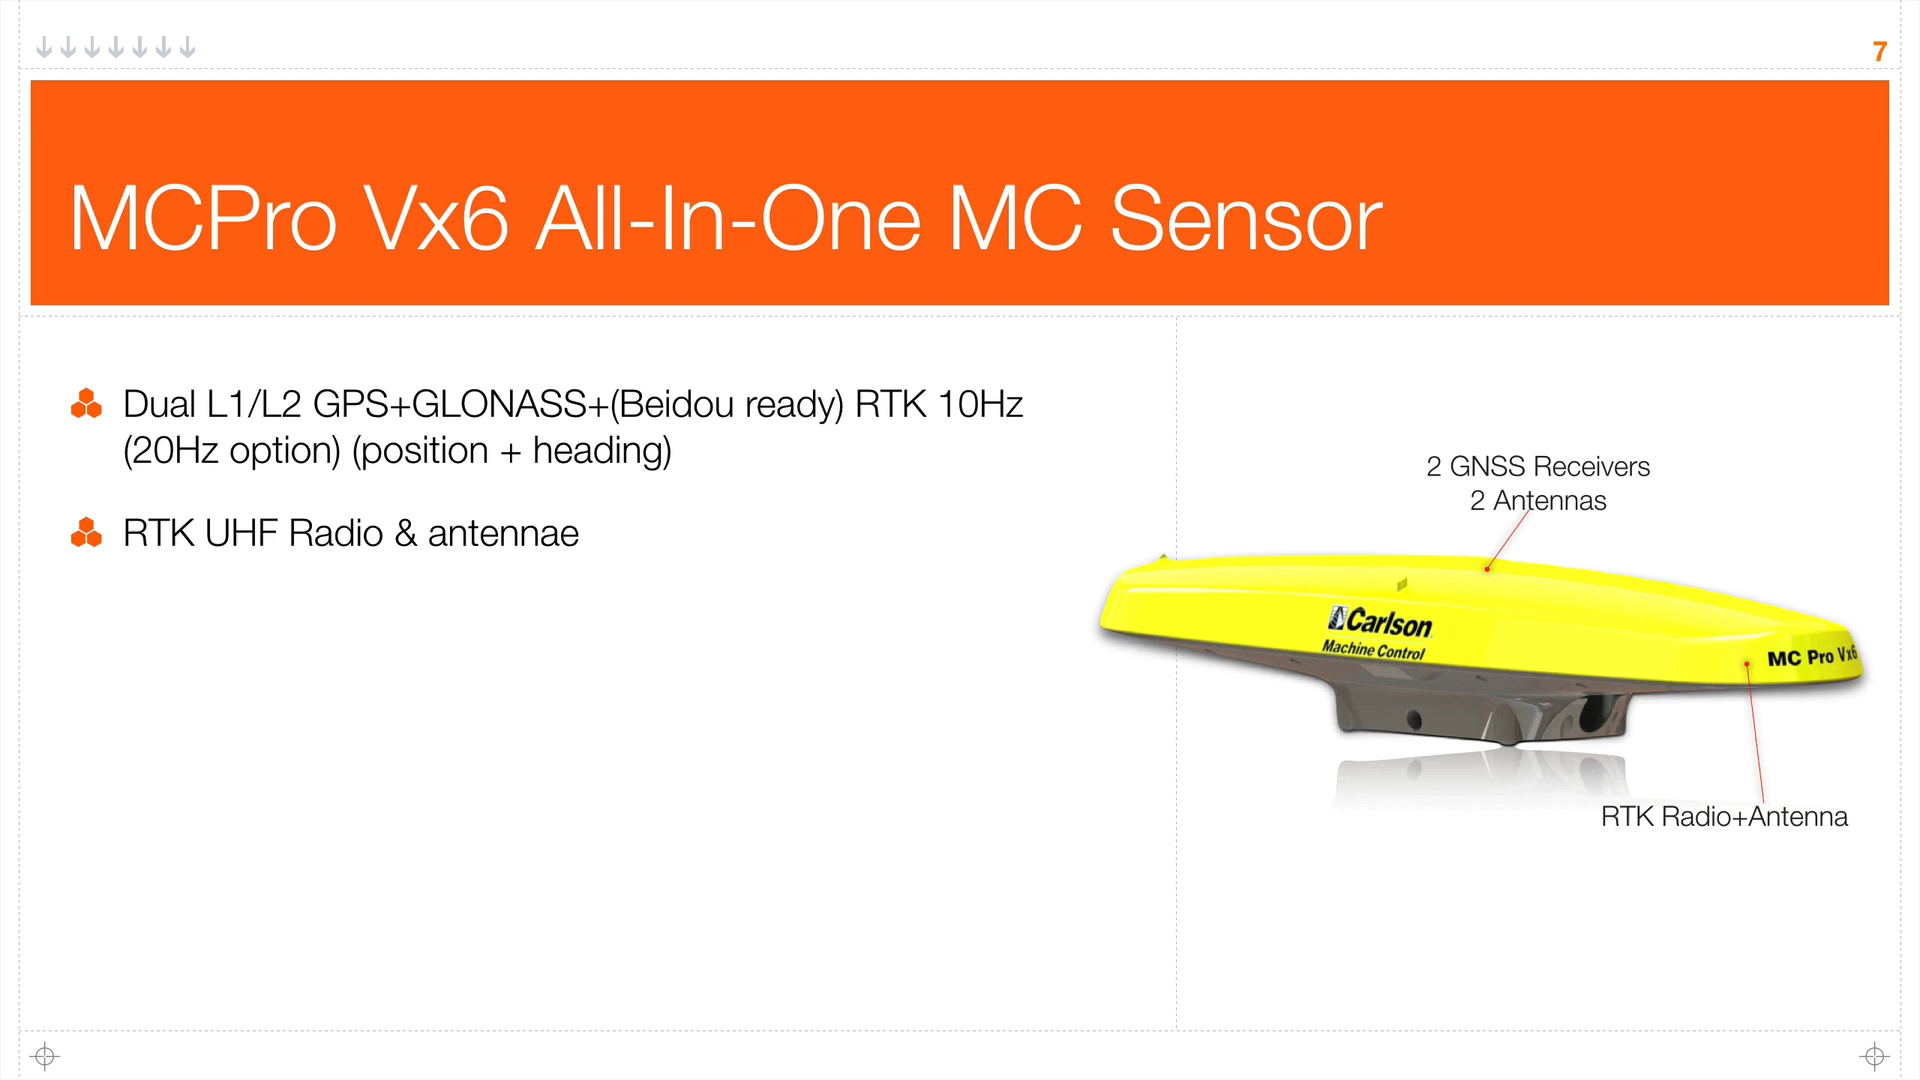 7
MCPro Vx6 All-In-One MC Sensor
Dual L1/L2 GPS+GLONASS+(Beidou ready) RTK 10Hz
(20Hz option) (position + heading)
RTK UHF Radio & antennae
2 GNSS Receivers
2 Antennas
Carlson
Machine Control
MC Pro Vx6
RTK Radio+Antenna